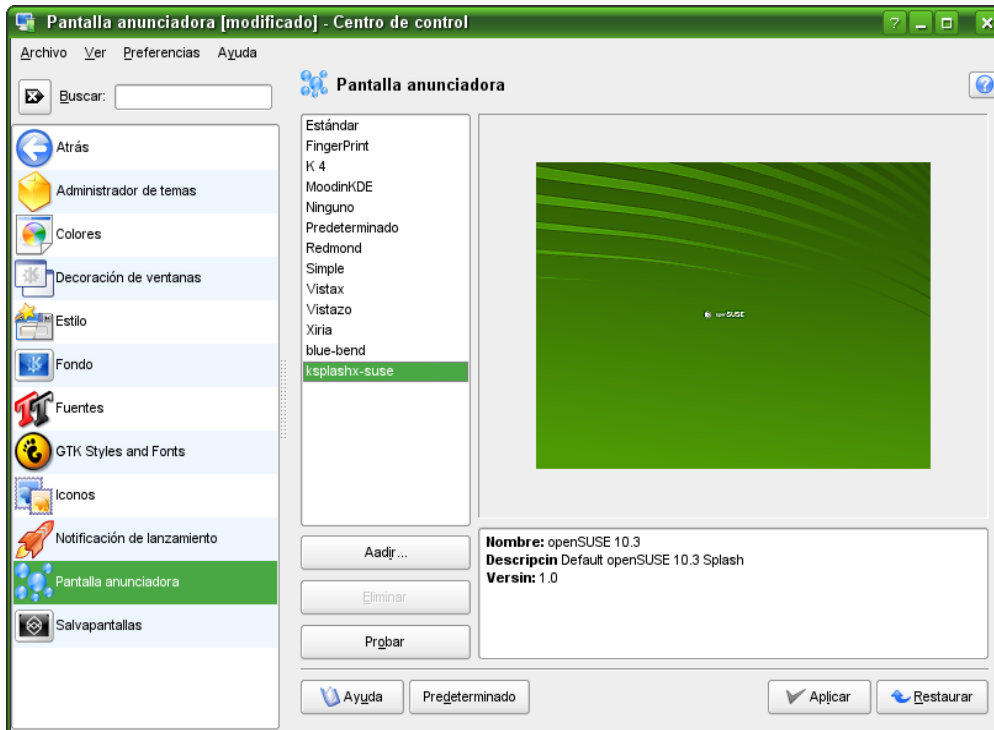 Pantalla anunciadora [modificado] - Centro de control
Archivo Ver Preferencias Ayuda
Buscar:
Atrás
Administrador de temas
Colores
Decoración de ventanas
Estilo
Fondo
Fuentes
GTK Styles and Fonts
Iconos
Notificación de lanzamiento
Pantalla anunciadora
Salvapantallas
Pantalla anunciadora
Estándar
FingerPrint
K 4
MoodinKDE
Ninguno
Predeterminado
Redmond
Simple
Vistax
Vistazo
Xiria
blue-bend
ksplashx-suse
openSUSE
Aadir...
Eliminar
Probar
Nombre: openSUSE 10.3
Descripcin Default openSUSE 10.3 Splash
Versin: 1.0
Ayuda Predeterminado Aplicar Restaurar